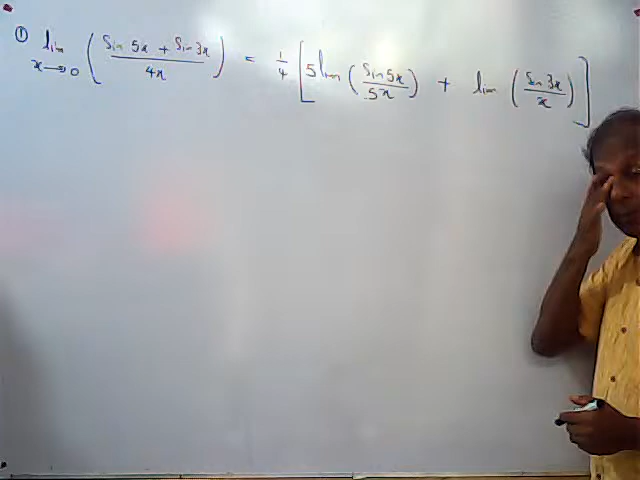 ① lim x→0 ( (Sin 5x + Sin 3x) / 4x ) = 1/4 [ 5 lim ( Sin 5x / 5x ) + lim ( Sin 3x / x ) ]